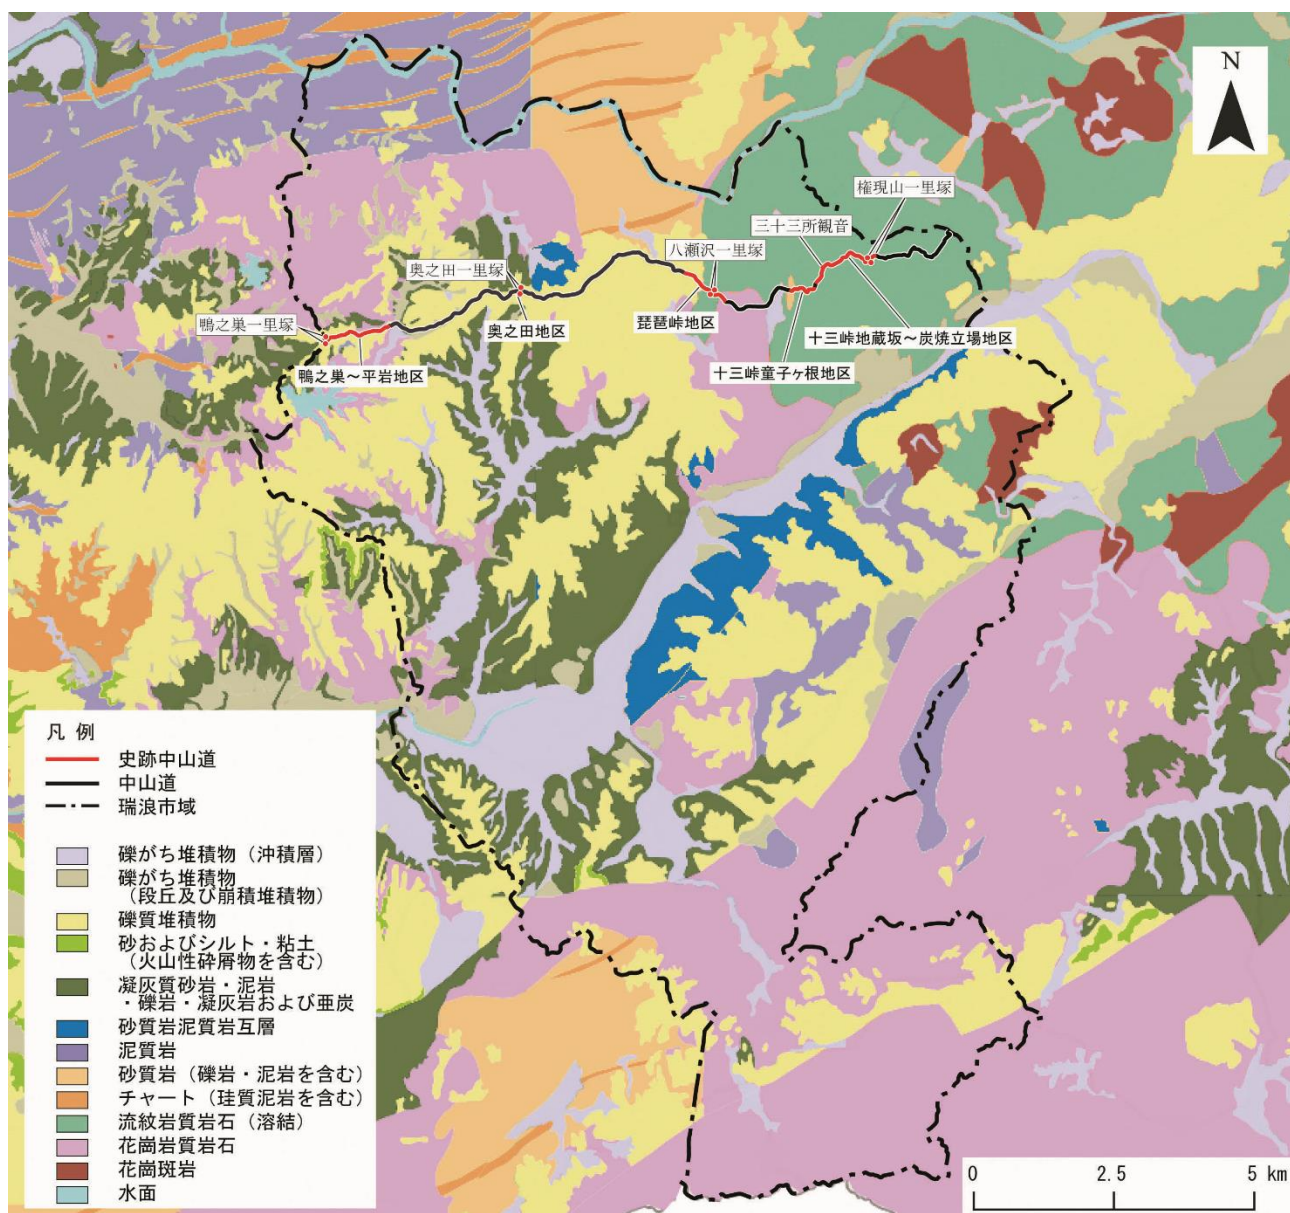 N
権現山一里塚
三十三所観音
八瀬沢一里塚
奥之田一里塚
鴨之巣一里塚
琵琶峠地区
奥之田地区
十三峠地蔵坂～炭焼立場地区
十三峠童子ヶ根地区
鴨之巣～平岩地区
凡 例
史跡中山道
中山道
瑞浪市域
礫がち堆積物（沖積層）
礫がち堆積物
（段丘及び崩積堆積物）
礫質堆積物
砂およびシルト・粘土
（火山性砕屑物を含む）
凝灰質砂岩・泥岩
・礫岩・凝灰岩および亜炭
砂質岩泥質岩互層
泥質岩
砂質岩（礫岩・泥岩を含む）
チャート（珪質泥岩を含む）
流紋岩質岩石（溶結）
花崗岩質岩石
花崗斑岩
水面
0 2.5 5 km